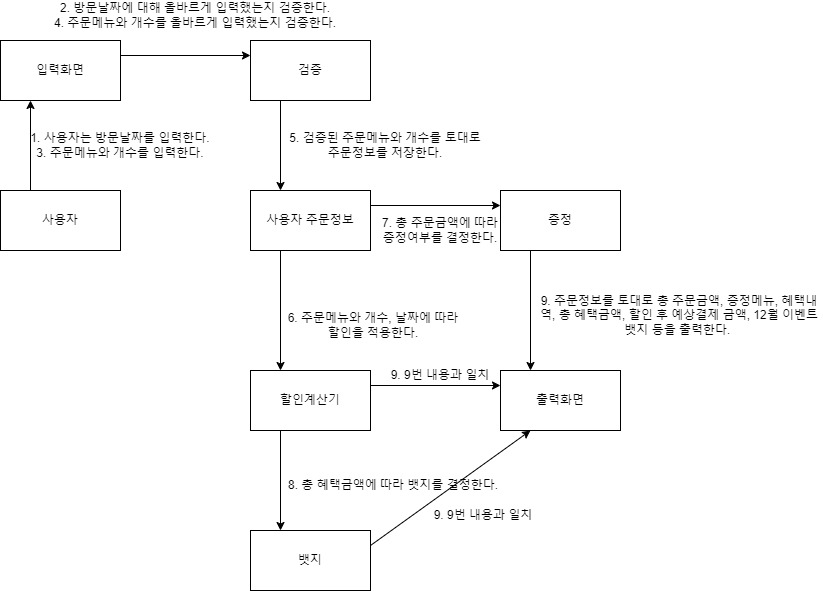 2. 방문날짜에 대해 올바르게 입력했는지 검증한다.
4. 주문메뉴와 개수를 올바르게 입력했는지 검증한다.
입력화면
검증
1. 사용자는 방문날짜를 입력한다.
3. 주문메뉴와 개수를 입력한다.
5. 검증된 주문메뉴와 개수를 토대로
주문정보를 저장한다.
사용자
사용자 주문정보
7. 총 주문금액에 따라
증정여부를 결정한다.
증정
6. 주문메뉴와 개수, 날짜에 따라
할인을 적용한다.
9. 주문정보를 토대로 총 주문금액, 증정메뉴, 혜택내
역, 총 혜택금액, 할인 후 예상결제 금액, 12월 이벤트
뱃지 등을 출력한다.
할인계산기
9. 9번 내용과 일치
출력화면
8. 총 혜택금액에 따라 뱃지를 결정한다.
9. 9번 내용과 일치
뱃지